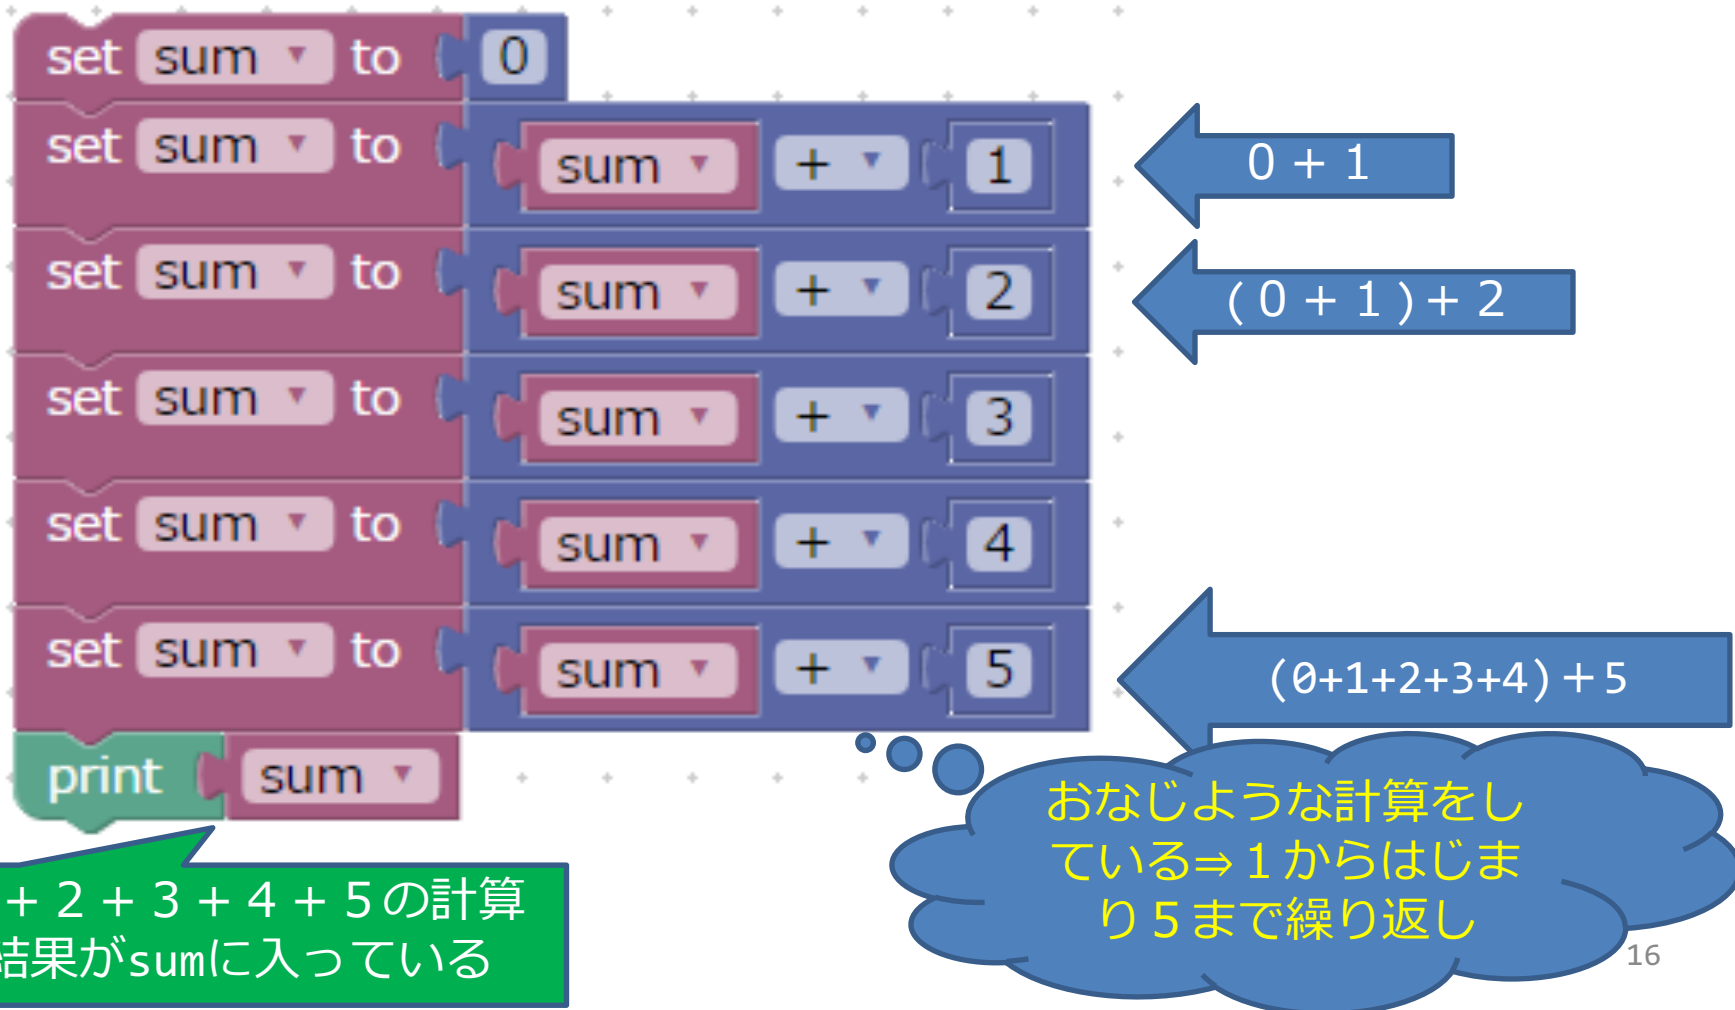 set sum ▼ to 0
set sum ▼ to sum ▼ + ▼ 1
0 + 1
set sum ▼ to sum ▼ + ▼ 2
(0+1)+2
set sum ▼ to sum ▼ + ▼ 3
set sum ▼ to sum ▼ + ▼ 4
set sum ▼ to sum ▼ + ▼ 5
(0+1+2+3+4)+5
print sum ▼
+2+3+4+5の計算
結果がsumに入っている
おなじような計算をし
ている⇒1からはじま
り5まで繰り返し
16